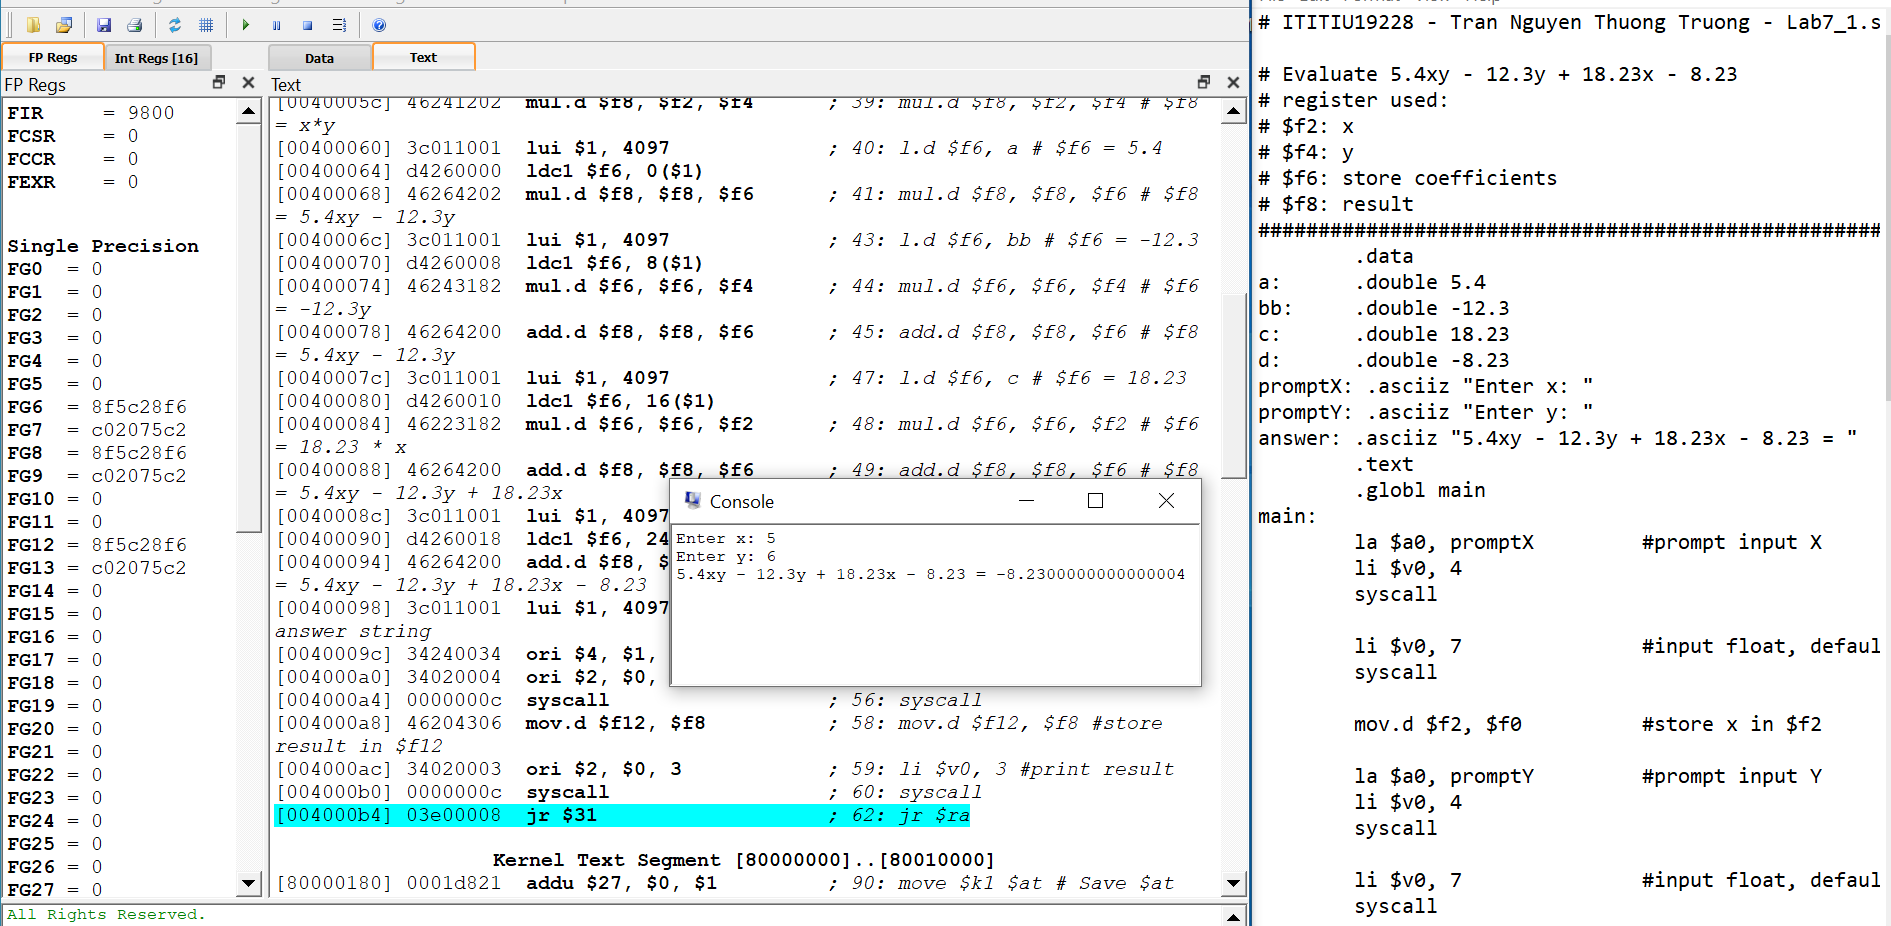 FP Regs
Int Regs [16]
Data
Text
FP Regs
Text
FIR = 9800
FCSR = 0
FCCR = 0
FEXR = 0
Single Precision
FG0 = 0
FG1 = 0
FG2 = 0
FG3 = 0
FG4 = 0
FG5 = 0
FG6 = 8f5c28f6
FG7 = c02075c2
FG8 = 8f5c28f6
FG9 = c02075c2
FG10 = 0
FG11 = 0
FG12 = 8f5c28f6
FG13 = c02075c2
FG14 = 0
FG15 = 0
FG16 = 0
FG17 = 0
FG18 = 0
FG19 = 0
FG20 = 0
FG21 = 0
FG22 = 0
FG23 = 0
FG24 = 0
FG25 = 0
FG26 = 0
FG27 = 0
[0040005c] 46241202 mul.d $f8, $f2, $f4 ; 39: mul.d $f8, $f2, $f4 # $f8
= x*y
[00400060] 3c011001 lui $1, 4097 ; 40: l.d $f6, a # $f6 = 5.4
[00400064] d4260000 ldc1 $f6, 0($1)
[00400068] 46264202 mul.d $f8, $f8, $f6 ; 41: mul.d $f8, $f8, $f6 # $f8
= 5.4xy - 12.3y
[0040006c] 3c011001 lui $1, 4097 ; 43: l.d $f6, bb # $f6 = -12.3
[00400070] d4260008 ldc1 $f6, 8($1)
[00400074] 46243182 mul.d $f6, $f6, $f4 ; 44: mul.d $f6, $f6, $f4 # $f6
= -12.3y
[00400078] 46264200 add.d $f8, $f8, $f6 ; 45: add.d $f8, $f8, $f6 # $f8
= 5.4xy - 12.3y
[0040007c] 3c011001 lui $1, 4097 ; 47: l.d $f6, c # $f6 = 18.23
[00400080] d4260010 ldc1 $f6, 16($1)
[00400084] 46223182 mul.d $f6, $f6, $f2 ; 48: mul.d $f6, $f6, $f2 # $f6
= 18.23 * x
[00400088] 46264200 add.d $f8, $f8, $f6 ; 49: add.d $f8, $f8, $f6 # $f8
= 5.4xy - 12.3y + 18.23x
[0040008c] 3c011001 lui $1, 4097
[00400090] d4260018 ldc1 $f6, 24
[00400094] 46264200 add.d $f8, $
= 5.4xy - 12.3y + 18.23x - 8.23
[00400098] 3c011001 lui $1, 4097
answer string
[0040009c] 34240034 ori $4, $1,
[004000a0] 34020004 ori $2, $0,
[004000a4] 0000000c syscall ; 56: syscall
[004000a8] 46204306 mov.d $f12, $f8 ; 58: mov.d $f12, $f8 #store
result in $f12
[004000ac] 34020003 ori $2, $0, 3 ; 59: li $v0, 3 #print result
[004000b0] 0000000c syscall ; 60: syscall
[004000b4] 03e00008 jr $31 ; 62: jr $ra
Kernel Text Segment [80000000]..[80010000]
[80000180] 0001d821 addu $27, $0, $1 ; 90: move $k1 $at # Save $at
Console
Enter x: 5
Enter y: 6
5.4xy - 12.3y + 18.23x - 8.23 = -8.2300000000000004
All Rights Reserved.
# ITITIU19228 - Tran Nguyen Thuong Truong - Lab7_1.s
# Evaluate 5.4xy - 12.3y + 18.23x - 8.23
# register used:
# $f2: x
# $f4: y
# $f6: store coefficients
# $f8: result
####################################################
.data
a: .double 5.4
bb: .double -12.3
c: .double 18.23
d: .double -8.23
promptX: .asciiz "Enter x: "
promptY: .asciiz "Enter y: "
answer: .asciiz "5.4xy - 12.3y + 18.23x - 8.23 = "
.text
.globl main
main:
la $a0, promptX #prompt input X
li $v0, 4
syscall
li $v0, 7 #input float, defaul
syscall
mov.d $f2, $f0 #store x in $f2
la $a0, promptY #prompt input Y
li $v0, 4
syscall
li $v0, 7 #input float, defaul
syscall